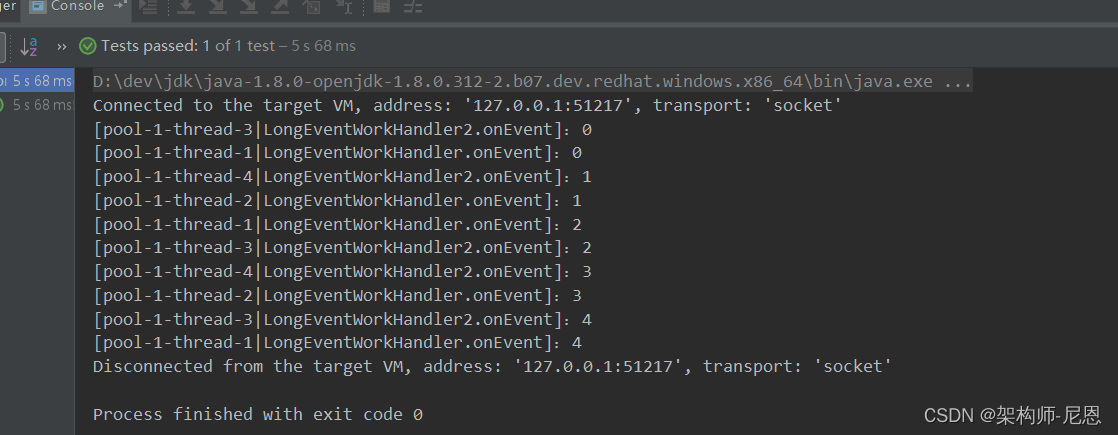 ger Console
Tests passed: 1 of 1 test – 5 s 68 ms
5 s 68 ms
D:\dev\jdk\java-1.8.0-openjdk-1.8.0.312-2.b07.dev.redhat.windows.x86_64\bin\java.exe ...
5 s 68 ms
Connected to the target VM, address: '127.0.0.1:51217', transport: 'socket'
[pool-1-thread-3|LongEventWorkHandler2.onEvent]：0
[pool-1-thread-1|LongEventWorkHandler.onEvent]：0
[pool-1-thread-4|LongEventWorkHandler2.onEvent]：1
[pool-1-thread-2|LongEventWorkHandler.onEvent]：1
[pool-1-thread-1|LongEventWorkHandler.onEvent]：2
[pool-1-thread-3|LongEventWorkHandler2.onEvent]：2
[pool-1-thread-4|LongEventWorkHandler2.onEvent]：3
[pool-1-thread-2|LongEventWorkHandler.onEvent]：3
[pool-1-thread-3|LongEventWorkHandler2.onEvent]：4
[pool-1-thread-1|LongEventWorkHandler.onEvent]：4
Disconnected from the target VM, address: '127.0.0.1:51217', transport: 'socket'
Process finished with exit code 0
CSDN @架构师-尼恩